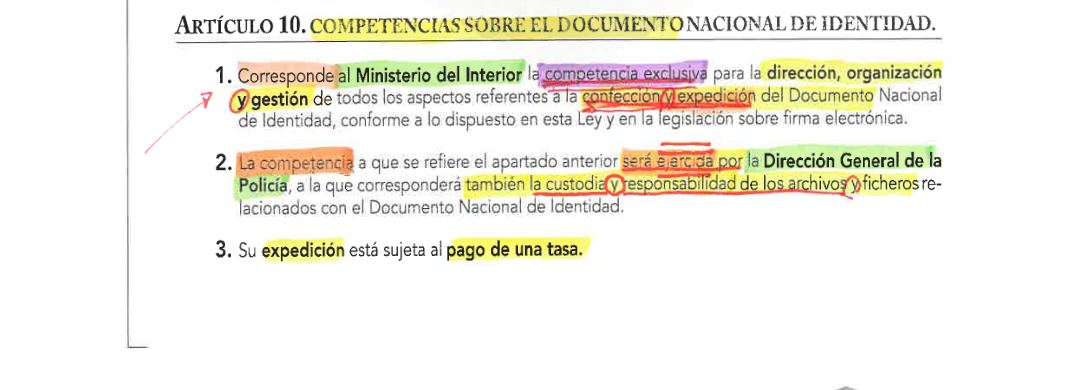 ARTÍCULO 10. COMPETENCIAS SOBRE EL DOCUMENTO NACIONAL DE IDENTIDAD.
1. Corresponde al Ministerio del Interior la competencia exclusiva para la dirección, organización
y gestión de todos los aspectos referentes a la confección y expedición del Documento Nacional
de Identidad, conforme a lo dispuesto en esta Ley y en la legislación sobre firma electrónica.
2. La competencia a que se refiere el apartado anterior será ejercida por la Dirección General de la
Policía, a la que corresponderá también la custodia y responsabilidad de los archivos y ficheros re-
lacionados con el Documento Nacional de Identidad.
3. Su expedición está sujeta al pago de una tasa.